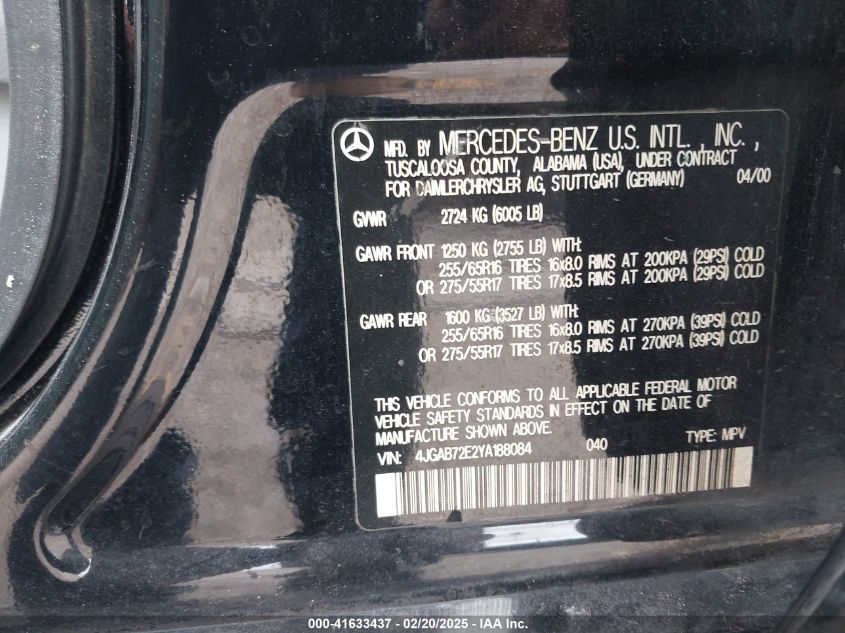 MFD. BY MERCEDES-BENZ U.S. INTL., INC.,
TUSCALOOSA COUNTY, ALABAMA (USA), UNDER CONTRACT
FOR DAIMLERCHRYSLER AG, STUTTGART (GERMANY) 04/00
GVWR 2724 KG (6005 LB)
GAWR FRONT 1250 KG (2755 LB) WITH:
255/65R16 TIRES 16x8.0 RIMS AT 200KPA (29PSI) COLD
OR 275/55R17 TIRES 17x8.5 RIMS AT 200KPA (29PSI) COLD
GAWR REAR 1600 KG (3527 LB) WITH:
255/65R16 TIRES 16x8.0 RIMS AT 270KPA (39PSI) COLD
OR 275/55R17 TIRES 17x8.5 RIMS AT 270KPA (39PSI) COLD
THIS VEHICLE CONFORMS TO ALL APPLICABLE FEDERAL MOTOR
VEHICLE SAFETY STANDARDS IN EFFECT ON THE DATE OF
MANUFACTURE SHOWN ABOVE.
VIN: 4JGAB72E2YA188084 040 TYPE: MPV
000-41633437 - 02/20/2025 - IAA Inc.